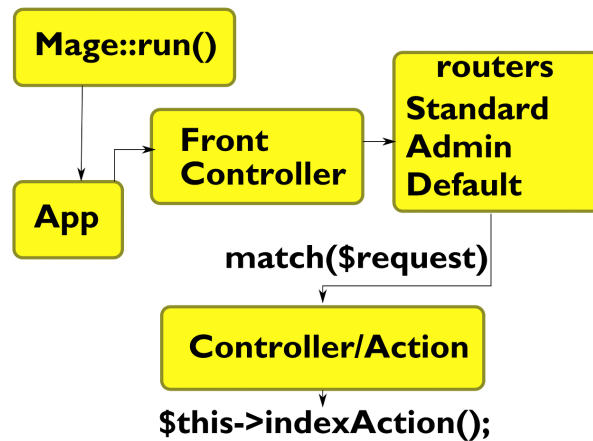 Mage::run()
App
Front
Controller
routers
Standard
Admin
Default
match($request)
Controller/Action
$this->indexAction();